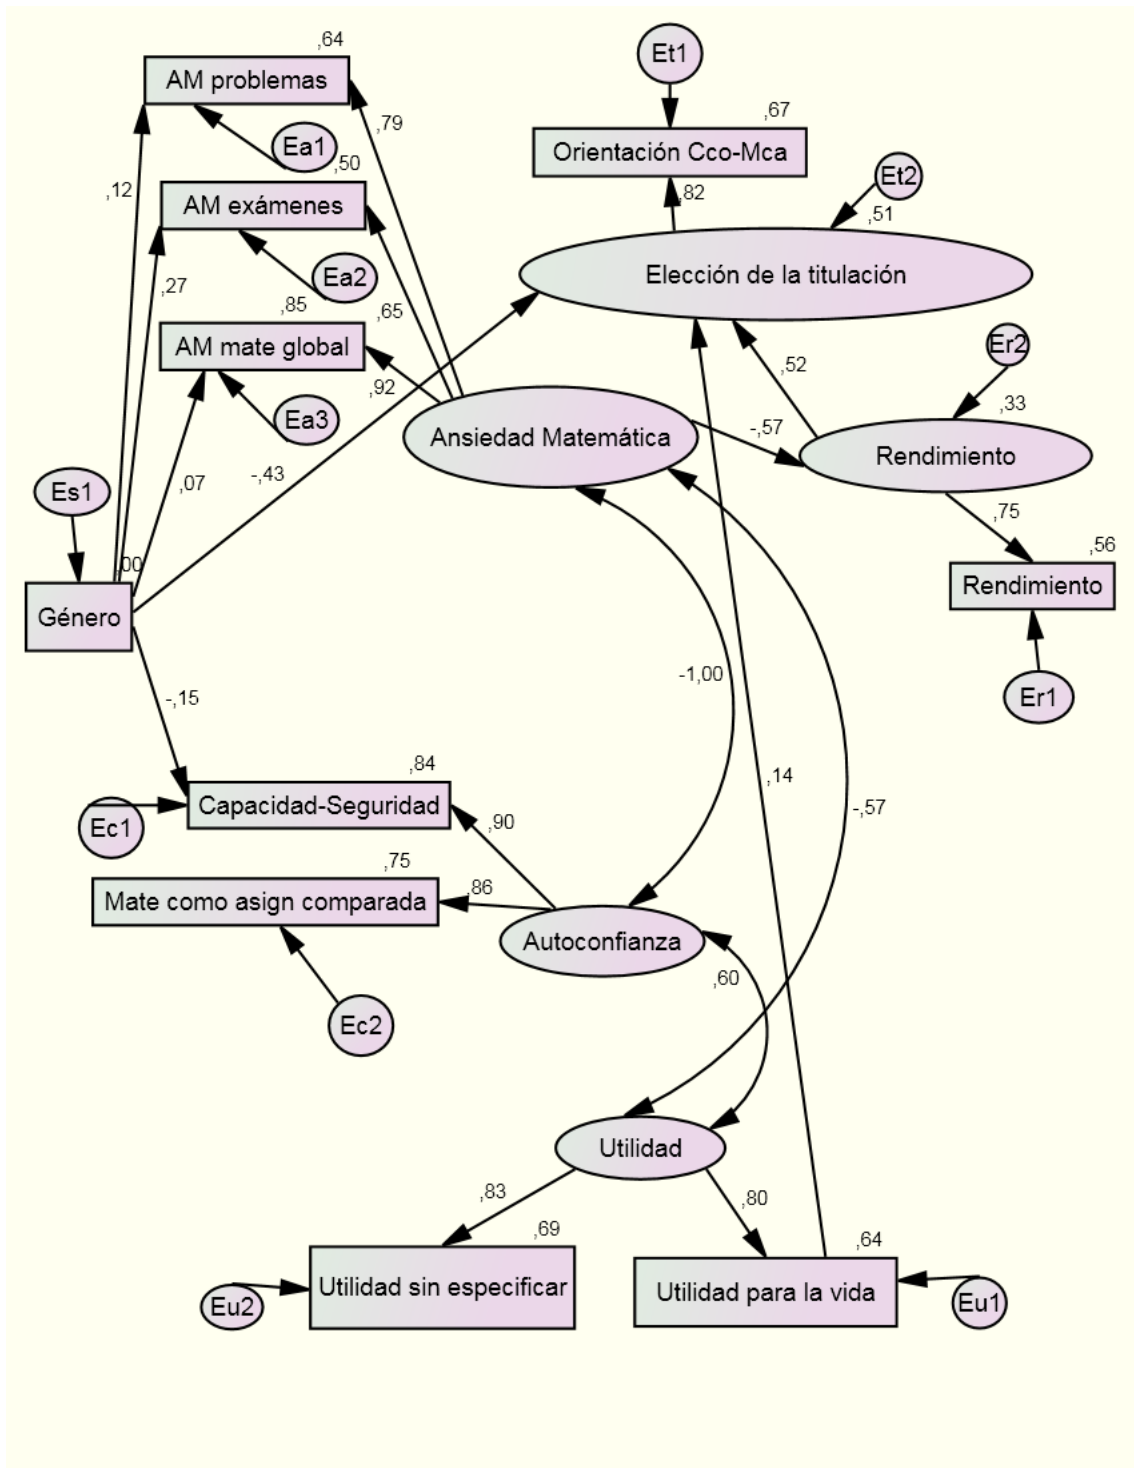 ,64
AM problemas
Et1
,79
,67
Ea1
Orientación Cco-Mca
,50
Et2
,12
,82
AM exámenes
,51
Ea2
Elección de la titulación
,27
,85
,65
AM mate global
Er2
,52
,92
,33
Ea3
Ansiedad Matemática
-,57
Rendimiento
-,43
,07
Es1
,75
,56
,00
Rendimiento
Género
-1,00
-,15
Er1
,84
,14
Capacidad-Seguridad
-,57
Ec1
,90
,75
,86
Mate como asign comparada
Autoconfianza
,60
Ec2
Utilidad
,83
,80
,69
,64
Utilidad sin especificar
Utilidad para la vida
Eu2
Eu1